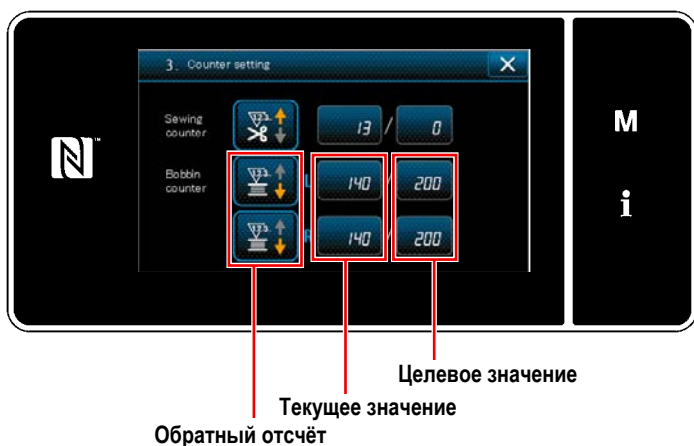 3. Counter setting
X
Sewing
counter
13 / 0
M
N™
Bobbin
counter
L 140 / 200
i
R 140 / 200
Целевое значение
Текущее значение
Обратный отсчёт